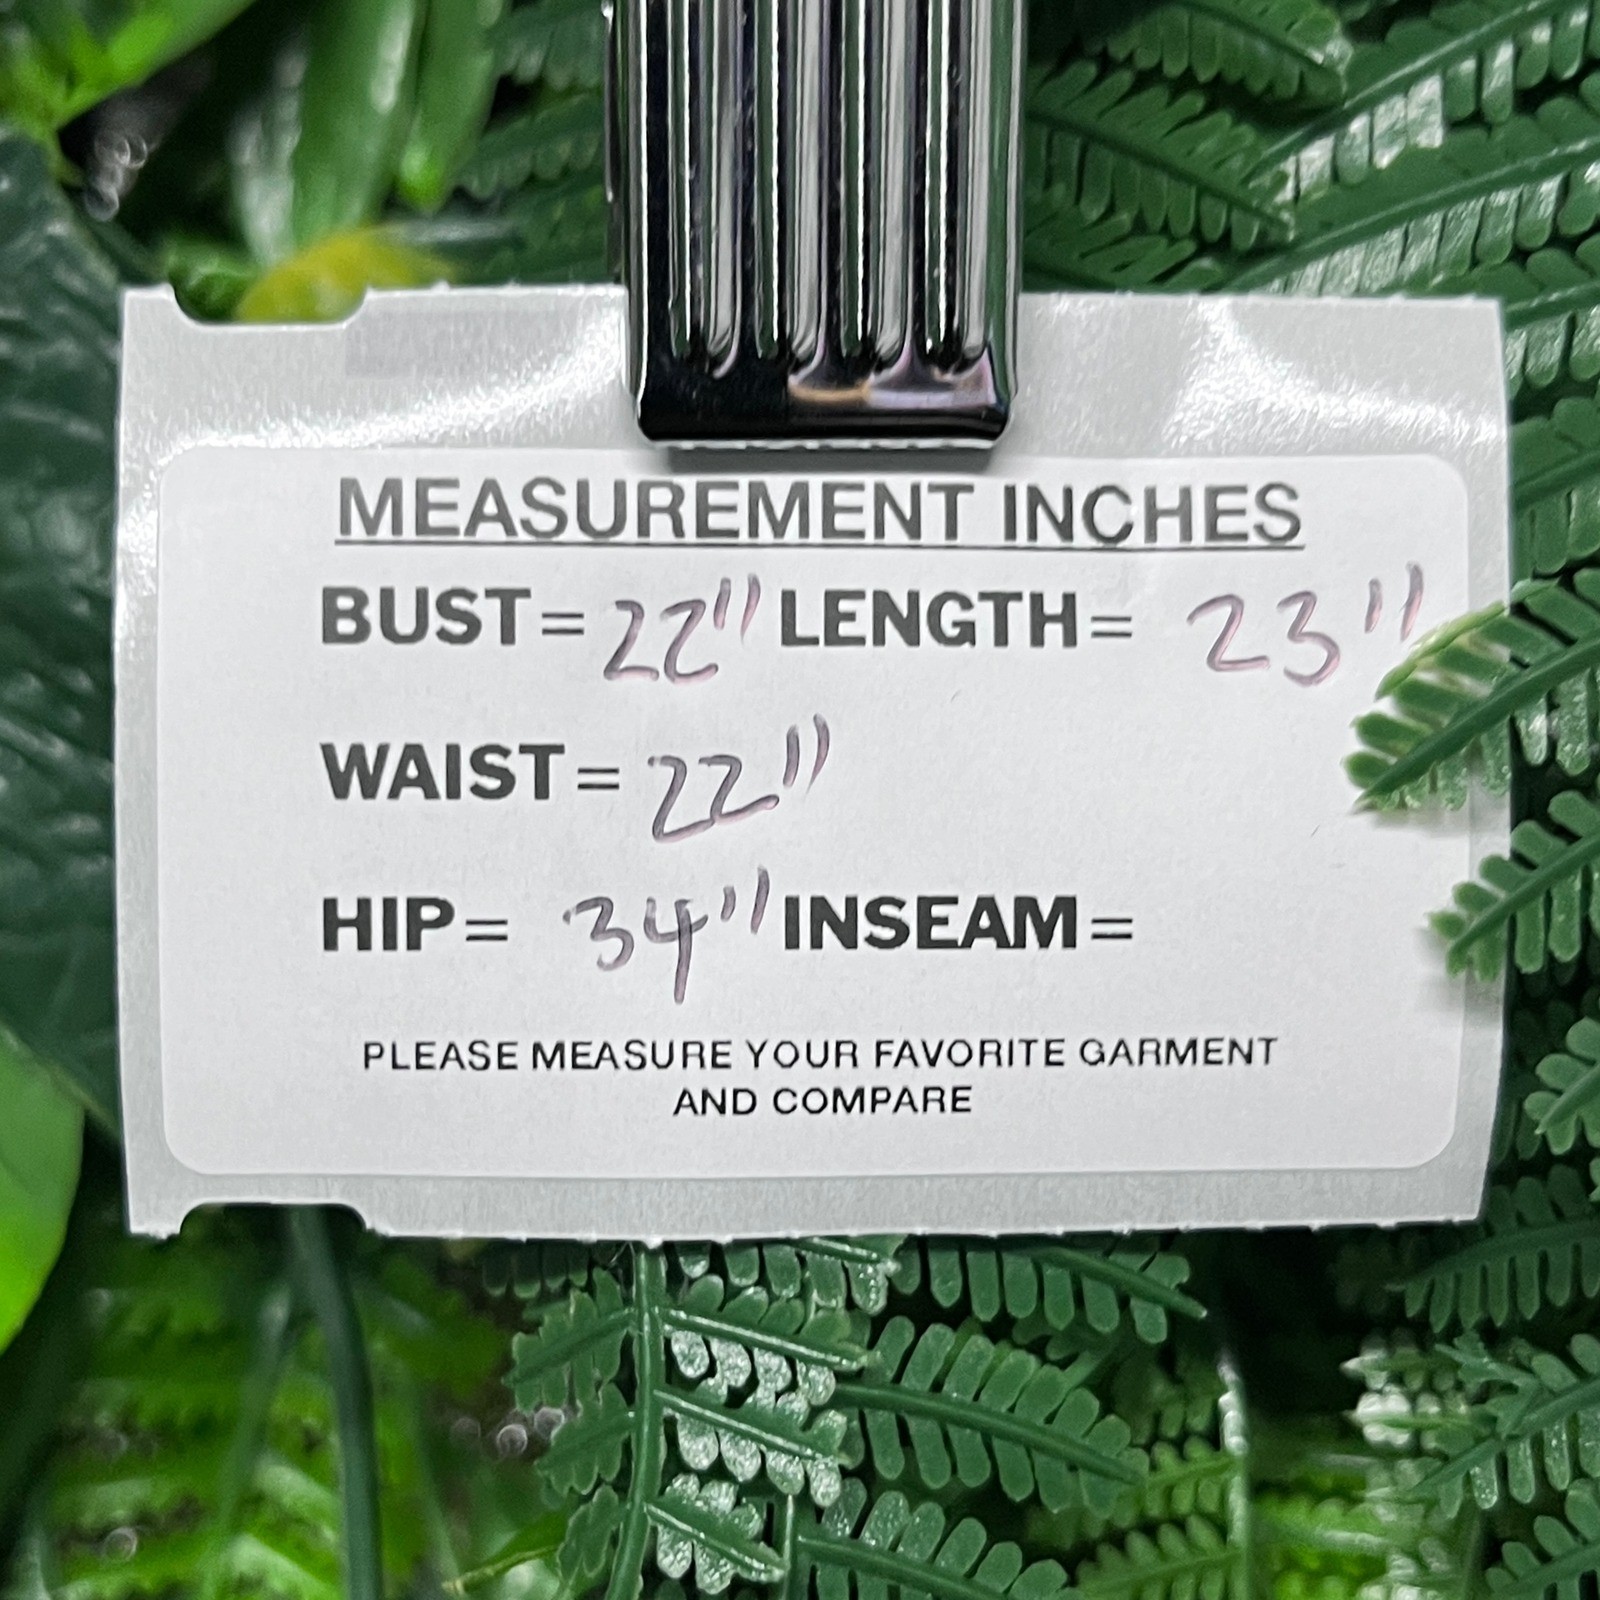 MEASUREMENT INCHES
BUST= 22" LENGTH= 23"
WAIST= 22"
HIP= 34" INSEAM=
PLEASE MEASURE YOUR FAVORITE GARMENT
AND COMPARE